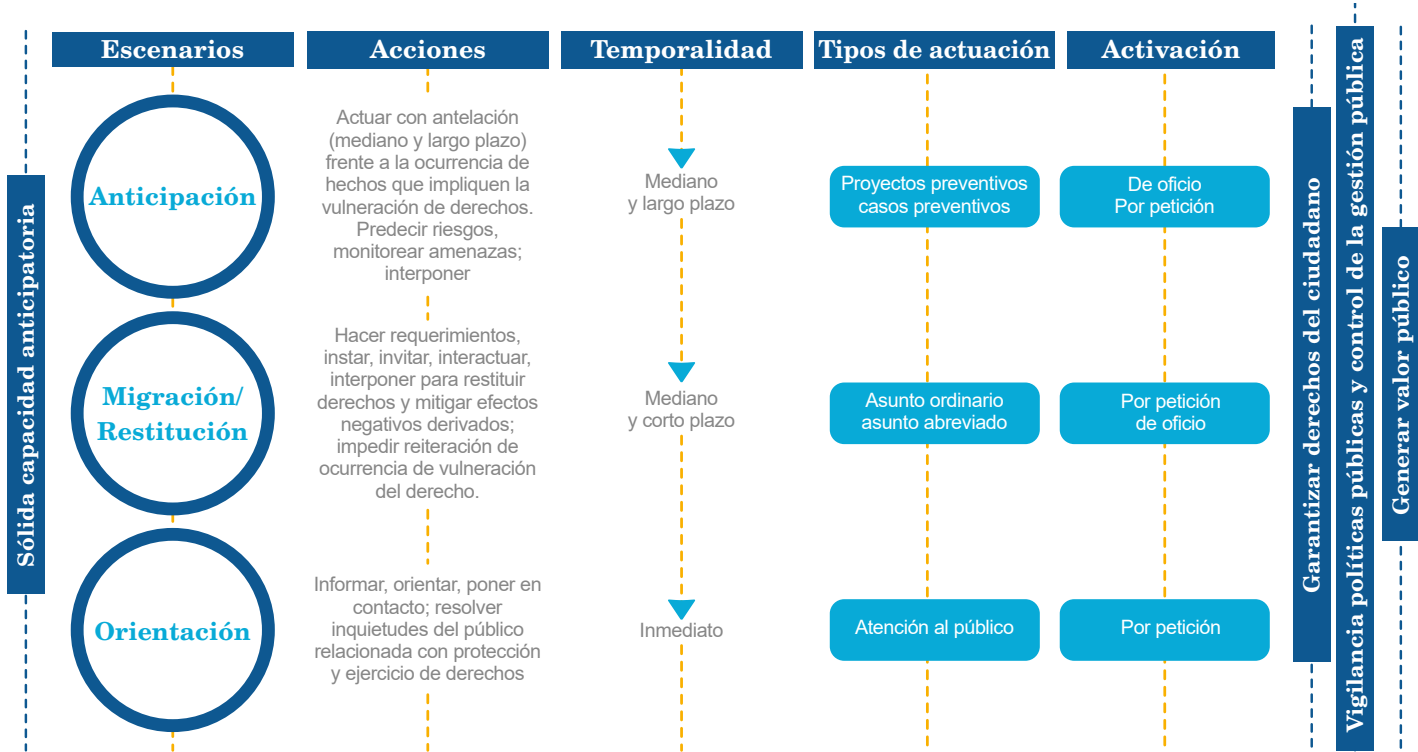 Escenarios
Acciones
Temporalidad
Tipos de actuación
Activación
Sólida capacidad anticipatoria
Anticipación
Actuar con antelación
(mediano y largo plazo)
frente a la ocurrencia de
hechos que impliquen la
vulneración de derechos.
Predecir riesgos,
monitorear amenazas;
interponer
Mediano
y largo plazo
Proyectos preventivos
casos preventivos
De oficio
Por petición
Migración/
Restitución
Hacer requerimientos,
instar, invitar, interactuar,
interponer para restituir
derechos y mitigar efectos
negativos derivados;
impedir reiteración de
ocurrencia de vulneración
del derecho.
Mediano
y corto plazo
Asunto ordinario
asunto abreviado
Por petición
de oficio
Orientación
Informar, orientar, poner en
contacto; resolver
inquietudes del público
relacionada con protección
y ejercicio de derechos
Inmediato
Atención al público
Por petición
Garantizar derechos del ciudadano
Vigilancia políticas públicas y control de la gestión pública
Generar valor público